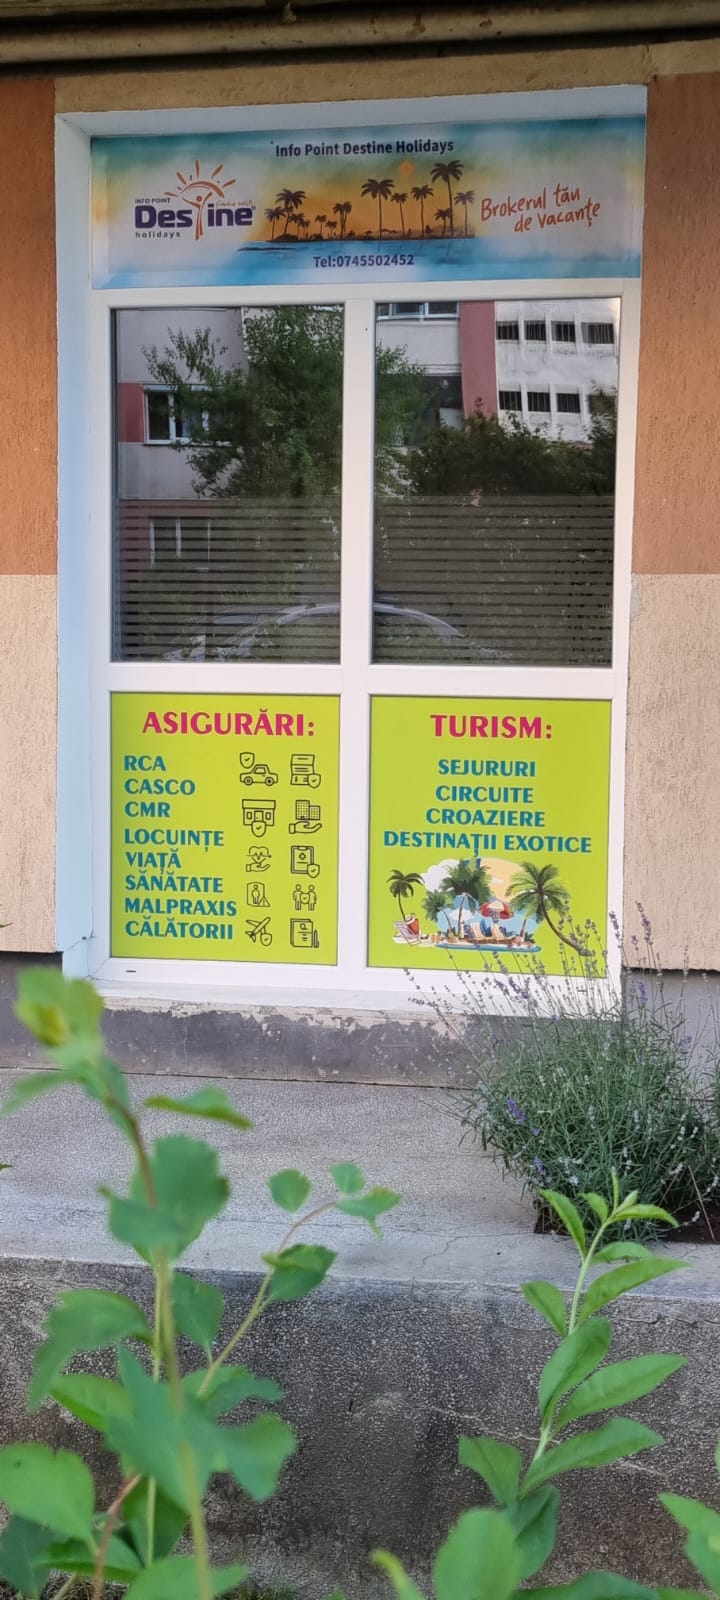 Info Point Destine Holidays
INFO POINT
Destine
holidays
Brokerul tău
de vacanțe
Tel:0745502452
ASIGURĂRI:
RCA
CASCO
CMR
LOCUINȚE
VIAȚĂ
SĂNĂTATE
MALPRAXIS
CĂLĂTORII
TURISM:
SEJURURI
CIRCUITE
CROAZIERE
DESTINAȚII EXOTICE